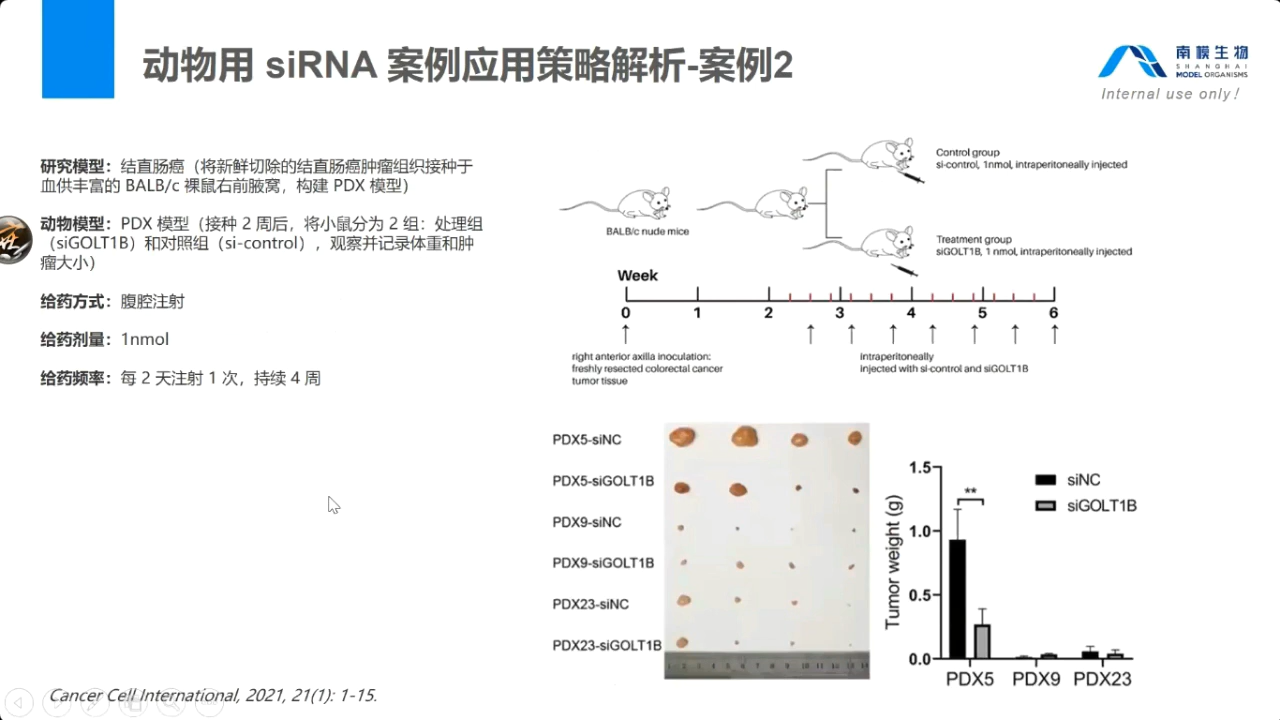 动物用 siRNA 案例应用策略解析-案例2
南模生物
SHANGHAI
MODEL ORGANISMS
Internal use only!
研究模型：结直肠癌（将新鲜切除的结直肠癌肿瘤组织接种于
血供丰富的 BALB/c 裸鼠右前腋窝，构建 PDX 模型）
动物模型：PDX 模型（接种 2 周后，将小鼠分为 2 组：处理组
（siGOLT1B）和对照组（si-control），观察并记录体重和肿
瘤大小）
给药方式：腹腔注射
给药剂量：1nmol
给药频率：每 2 天注射 1 次，持续 4 周
Control group
si-control, 1nmol, intraperitoneally injected
BALB/c nude mice
Treatment group
siGOLT1B, 1 nmol, intraperitoneally injected
Week
0 1 2 3 4 5 6
right anterior axilla inoculation:
freshly resected colorectal cancer
tumor tissue
intraperitoneally
injected with si-control and siGOLT1B
PDX5-siNC
PDX5-siGOLT1B
PDX9-siNC
PDX9-siGOLT1B
PDX23-siNC
PDX23-siGOLT1B
Tumor weight (g)
1.5
1.0
0.5
0.0
**
siNC
siGOLT1B
PDX5 PDX9 PDX23
Cancer Cell International, 2021, 21(1): 1-15.